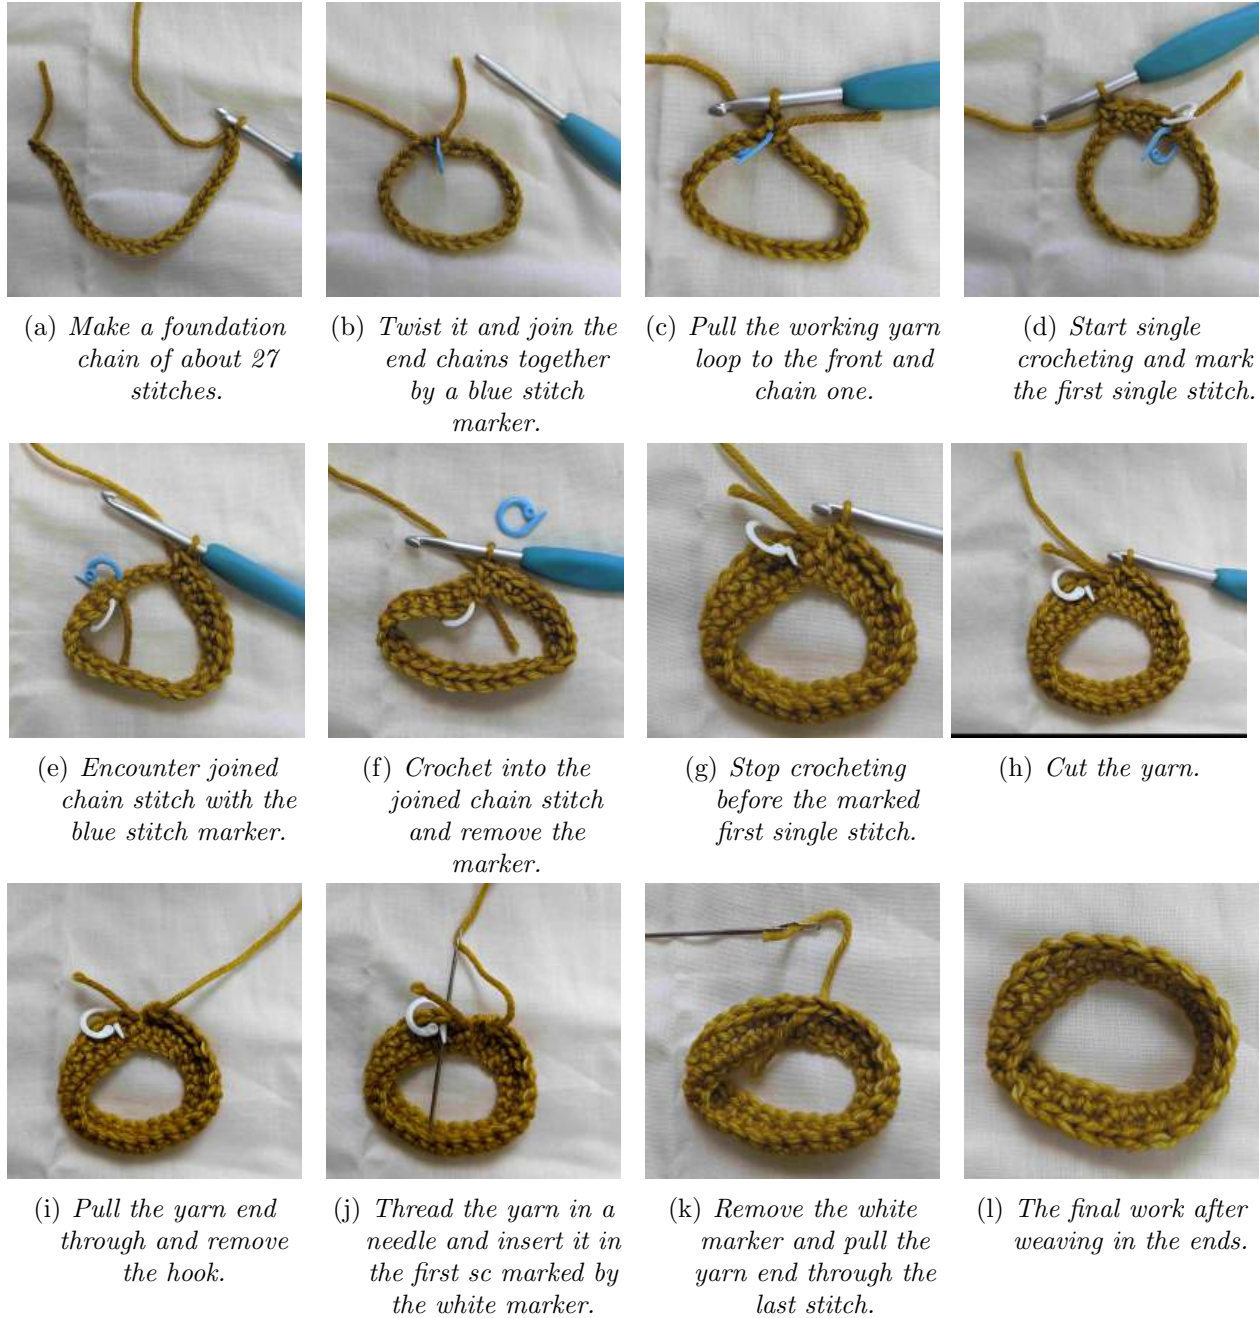 (a) Make a foundation
chain of about 27
stitches.
(b) Twist it and join the
end chains together
by a blue stitch
marker.
(c) Pull the working yarn
loop to the front and
chain one.
(d) Start single
crocheting and mark
the first single stitch.
(e) Encounter joined
chain stitch with the
blue stitch marker.
(f) Crochet into the
joined chain stitch
and remove the
marker.
(g) Stop crocheting
before the marked
first single stitch.
(h) Cut the yarn.
(i) Pull the yarn end
through and remove
the hook.
(j) Thread the yarn in a
needle and insert it in
the first sc marked by
the white marker.
(k) Remove the white
marker and pull the
yarn end through the
last stitch.
(l) The final work after
weaving in the ends.